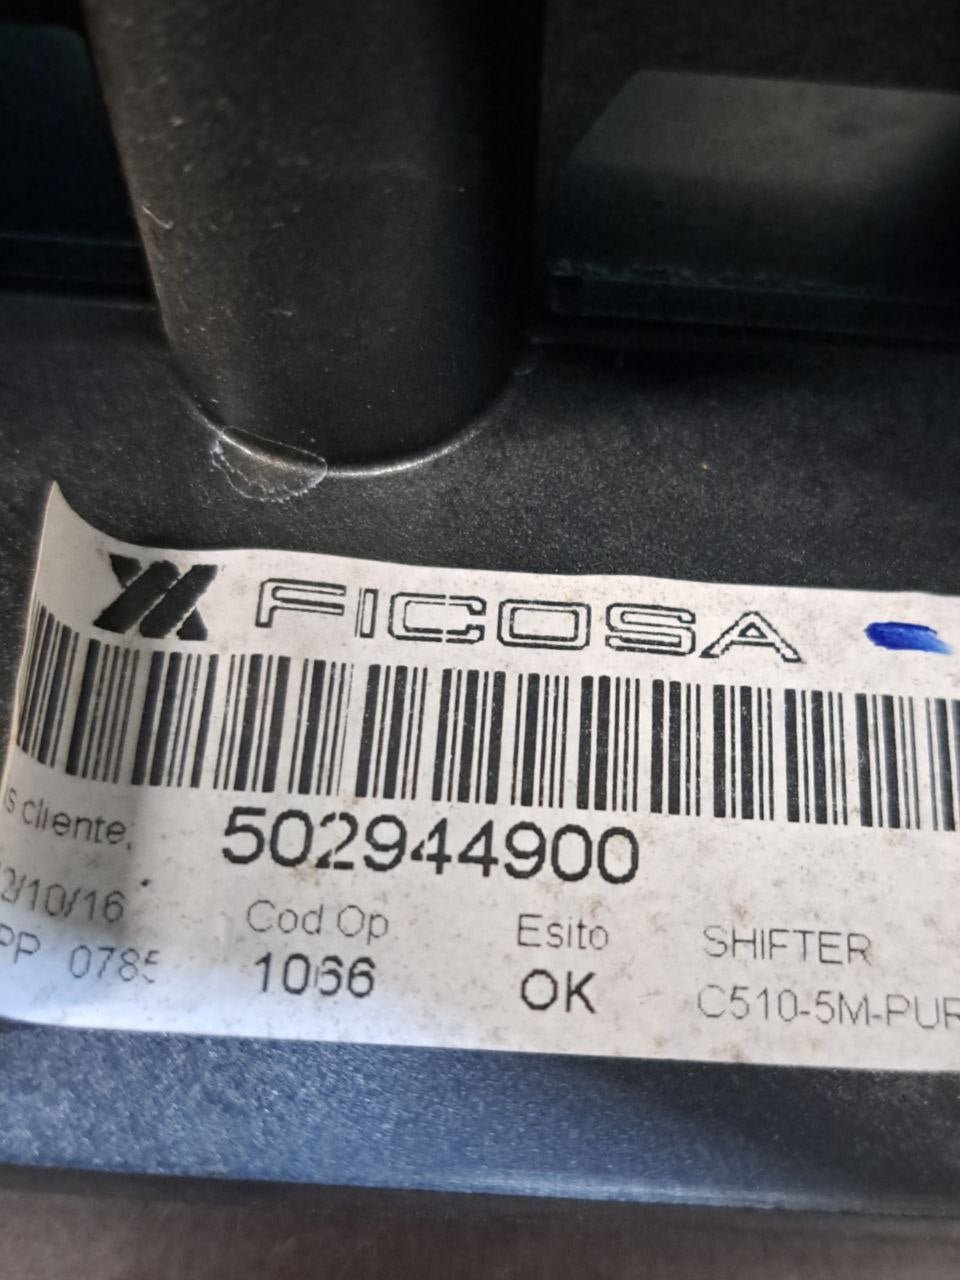 FICOSA
cliente.
502944900
2/10/16
Cod Op
Esito
SHIFTER
PP 0785
1066
OK
C510-5M-PUR